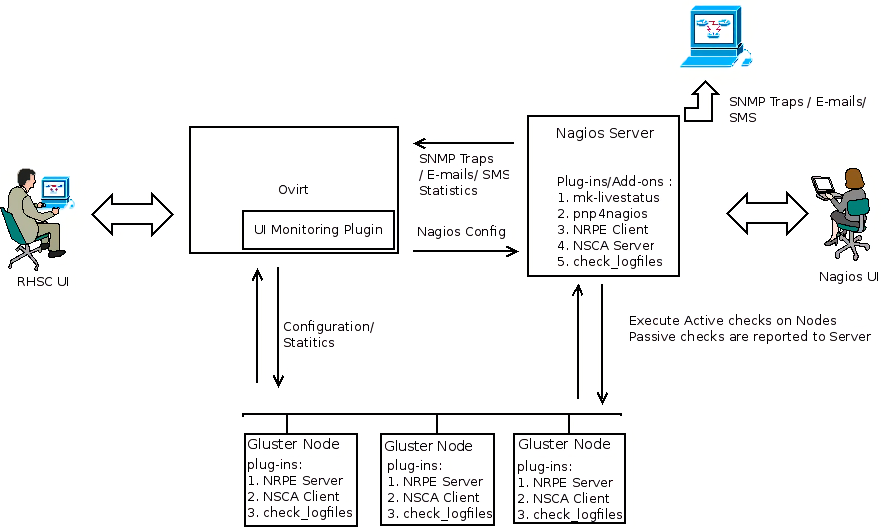 SNMP Traps / E-mails/
SMS
Nagios Server
Plug-ins/Add-ons :
1. mk-livestatus
2. pnp4nagios
3. NRPE Client
4. NSCA Server
5. check_logfiles
SNMP Traps
/ E-mails/ SMS
Statistics
Ovirt
UI Monitoring Plugin
Nagios Config
RHSC UI
Nagios UI
Configuration/
Statitics
Execute Active checks on Nodes
Passive checks are reported to Server
Gluster Node
plug-ins:
1. NRPE Server
2. NSCA Client
3. check_logfiles
Gluster Node
plug-ins:
1. NRPE Server
2. NSCA Client
3. check_logfiles
Gluster Node
plug-ins:
1. NRPE Server
2. NSCA Client
3. check_logfiles